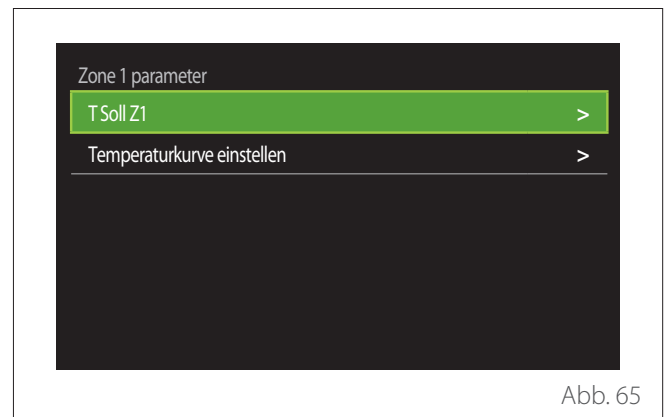 Zone 1 parameter
T Soll Z1 >
Temperaturkurve einstellen >
Abb. 65